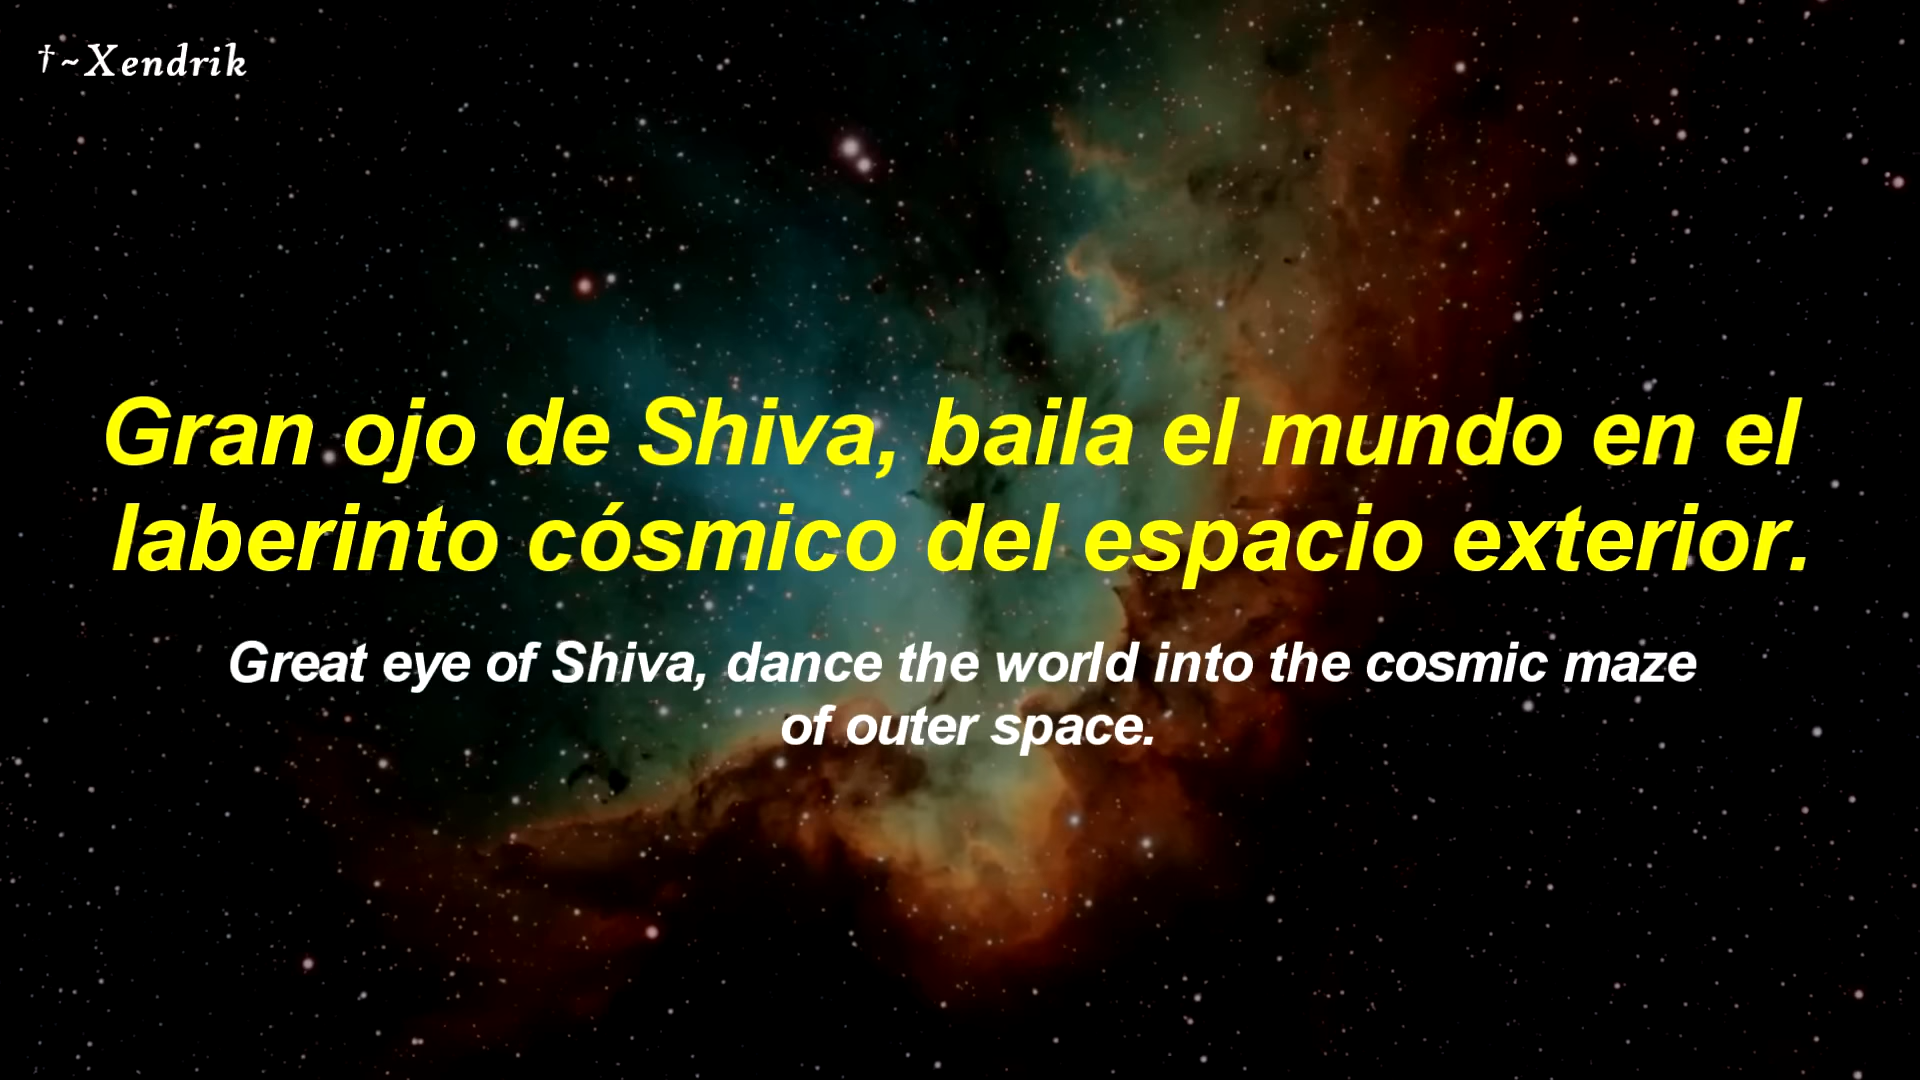 †~Xendrik
Gran ojo de Shiva, baila el mundo en el
laberinto cósmico del espacio exterior.
Great eye of Shiva, dance the world into the cosmic maze
of outer space.